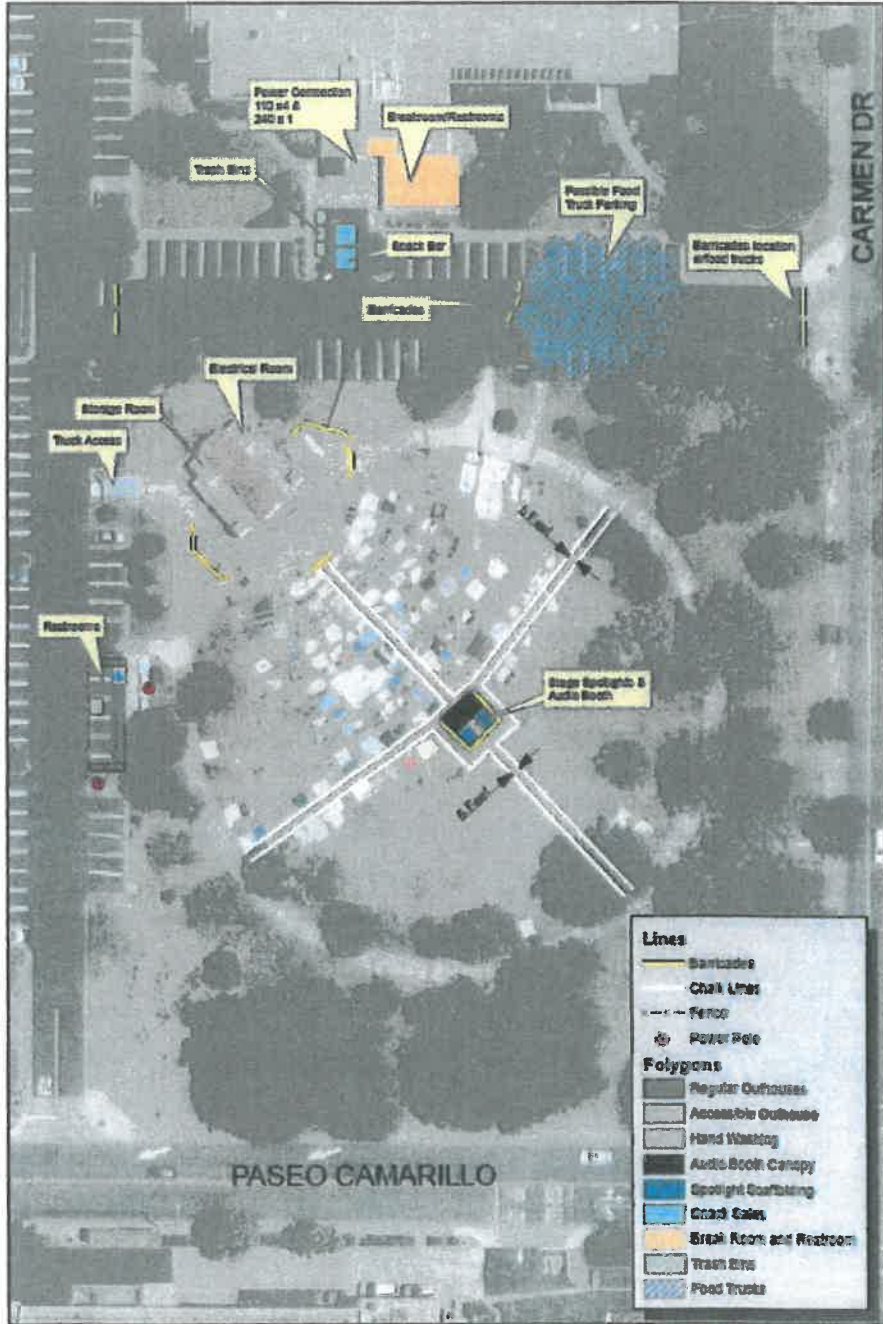 Power Connection
110 x4 &
240 x 1
Breakroom/Restrooms
Trash Bins
Possible Food
Truck Parking
Snack Bar
Barricades location
w/food trucks
CARMEN DR
Barricades
Electrical Room
Storage Room
Truck Access
Restrooms
Stage Spotlights &
Audio Booth
PASEO CAMARILLO
Lines
Barricades
Chalk Lines
Fence
Power Pole
Polygons
Regular Outhouses
Accessible Outhouse
Hand Washing
Audio Booth Canopy
Spotlight Scaffolding
Snack Sales
Break Room and Restroom
Trash Bins
Food Trucks